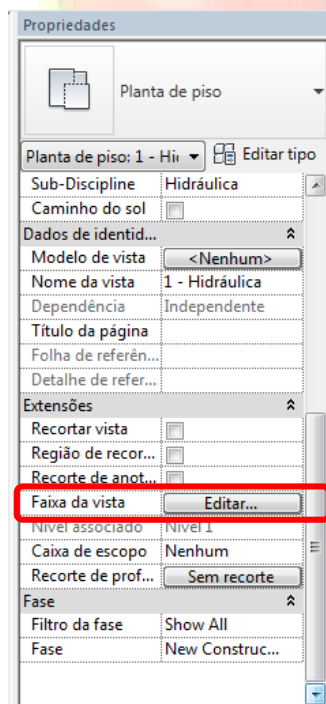 Propriedades
Planta de piso
Planta de piso: 1 - Hi Editar tipo
Sub-Discipline Hidráulica
Caminho do sol
Dados de identid...
Modelo de vista <Nenhum>
Nome da vista 1 - Hidráulica
Dependência Independente
Título da página
Folha de referên...
Detalhe de refer...
Extensões
Recortar vista
Região de recor...
Recorte de anot...
Faixa da vista Editar...
Nível associado Nível 1
Caixa de escopo Nenhum
Recorte de prof... Sem recorte
Fase
Filtro da fase Show All
Fase New Construc...